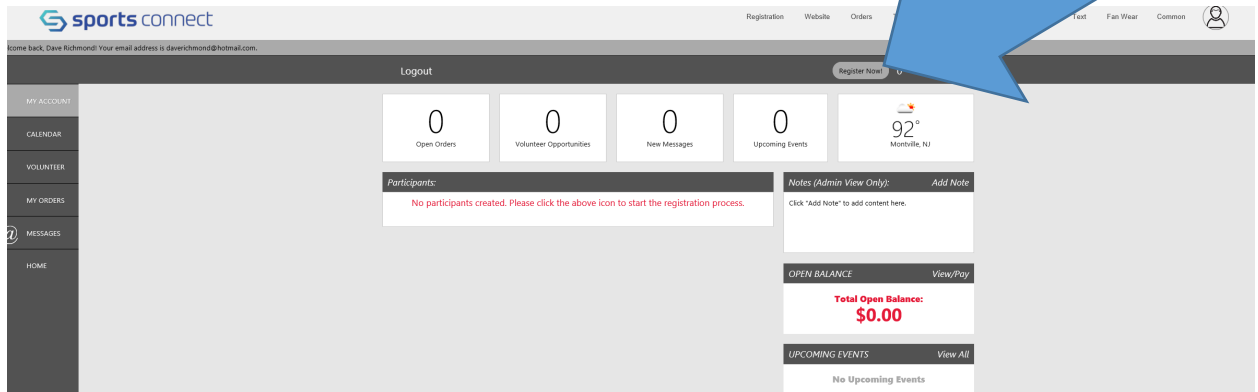 sports connect
Registration Website Orders Text Fan Wear Common
lcome back, Dave Richmond! Your email address is daverichmond@hotmail.com.
Logout Register Now! 0
MY ACCOUNT
CALENDAR
VOLUNTEER
MY ORDERS
@ MESSAGES
HOME
0 0 0 0 92°
Open Orders Volunteer Opportunities New Messages Upcoming Events Montville, NJ
Participants:
No participants created. Please click the above icon to start the registration process.
Notes (Admin View Only): Add Note
Click "Add Note" to add content here.
OPEN BALANCE View/Pay
Total Open Balance:
$0.00
UPCOMING EVENTS View All
No Upcoming Events